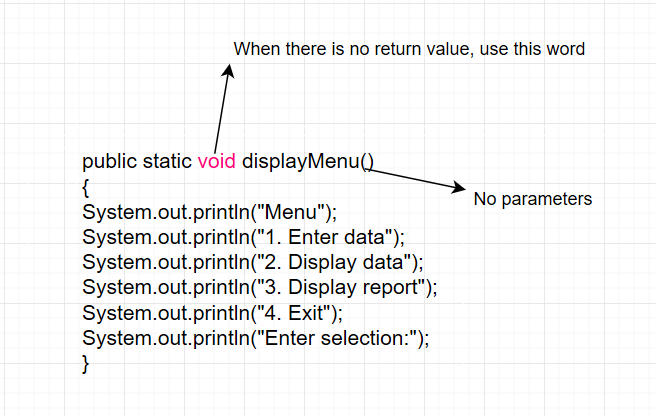 When there is no return value, use this word
public static void displayMenu()
No parameters
{
System.out.println("Menu");
System.out.println("1. Enter data");
System.out.println("2. Display data");
System.out.println("3. Display report");
System.out.println("4. Exit");
System.out.println("Enter selection:");
}